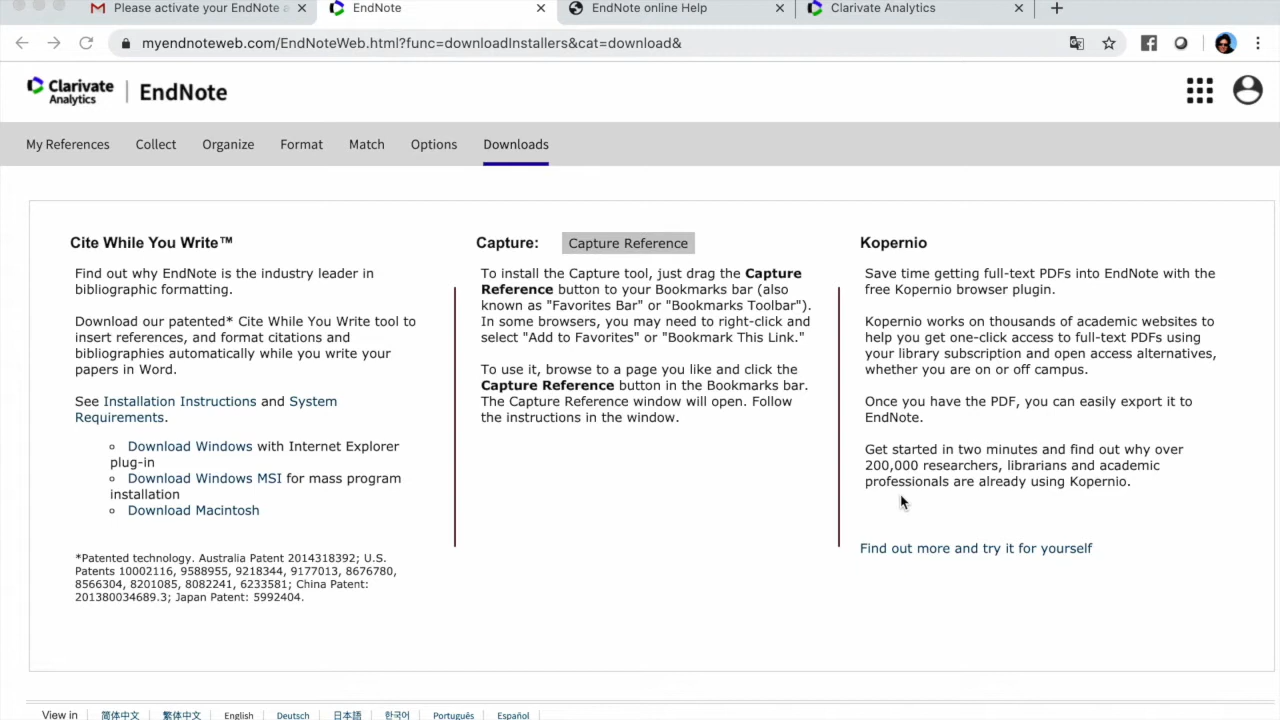 Please activate your EndNote a
EndNote
EndNote online Help
Clarivate Analytics
myendnoteweb.com/EndNoteWeb.html?func=downloadInstallers&cat=download&
Clarivate
Analytics
EndNote
My References
Collect
Organize
Format
Match
Options
Downloads
Cite While You Write™
Find out why EndNote is the industry leader in
bibliographic formatting.
Download our patented* Cite While You Write tool to
insert references, and format citations and
bibliographies automatically while you write your
papers in Word.
See Installation Instructions and System
Requirements.
Download Windows with Internet Explorer
plug-in
Download Windows MSI for mass program
installation
Download Macintosh
*Patented technology. Australia Patent 2014318392; U.S.
Patents 10002116, 9588955, 9218344, 9177013, 8676780,
8566304, 8201085, 8082241, 6233581; China Patent:
201380034689.3; Japan Patent: 5992404.
Capture: Capture Reference
To install the Capture tool, just drag the Capture
Reference button to your Bookmarks bar (also
known as "Favorites Bar" or "Bookmarks Toolbar").
In some browsers, you may need to right-click and
select "Add to Favorites" or "Bookmark This Link."
To use it, browse to a page you like and click the
Capture Reference button in the Bookmarks bar.
The Capture Reference window will open. Follow
the instructions in the window.
Kopernio
Save time getting full-text PDFs into EndNote with the
free Kopernio browser plugin.
Kopernio works on thousands of academic websites to
help you get one-click access to full-text PDFs using
your library subscription and open access alternatives,
whether you are on or off campus.
Once you have the PDF, you can easily export it to
EndNote.
Get started in two minutes and find out why over
200,000 researchers, librarians and academic
professionals are already using Kopernio.
Find out more and try it for yourself
View in
简体中文
繁体中文
English
Deutsch
日本語
한국어
Português
Español